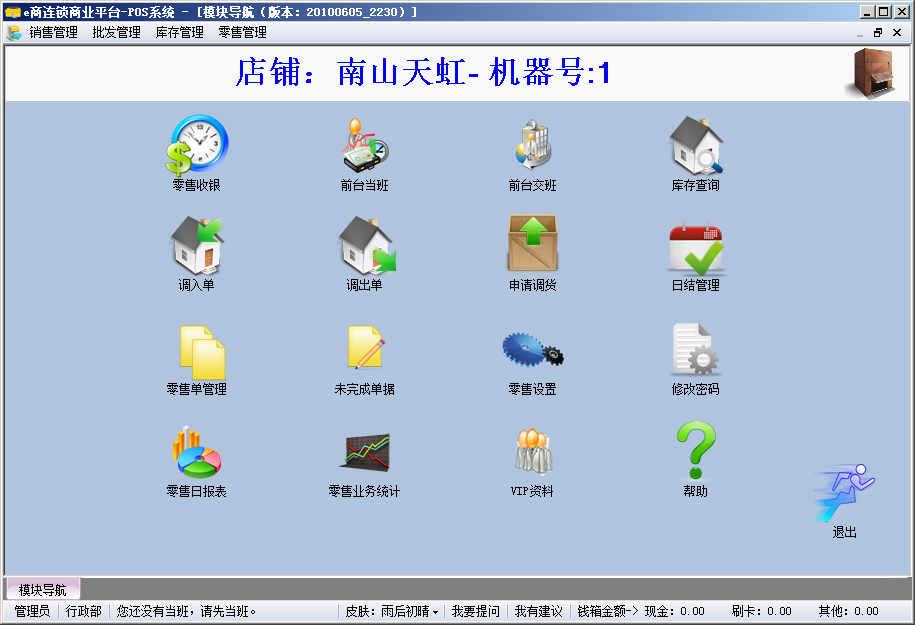 e商连锁商业平台-POS系统 - [模块导航（版本：20100605_2230）]
销售管理 批发管理 库存管理 零售管理
店铺：南山天虹- 机器号:1
零售收银 前台当班 前台交班 库存查询
调入单 调出单 申请调货 日结管理
零售单管理 未完成单据 零售设置 修改密码
零售日报表 零售业务统计 VIP资料 帮助
退出
模块导航
管理员 行政部 您还没有当班，请先当班。 皮肤：雨后初晴 我要提问 我有建议 钱箱金额-> 现金：0.00 刷卡：0.00 其他：0.00